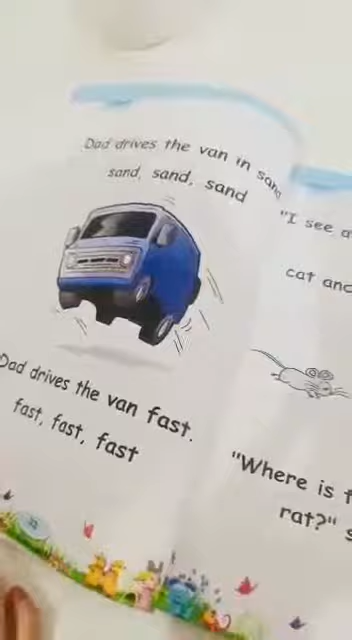 Dad drives the van in sand
sand, sand, sand
Dad drives the van fast.
fast, fast, fast
"I see a
cat and
"Where is
rat?"